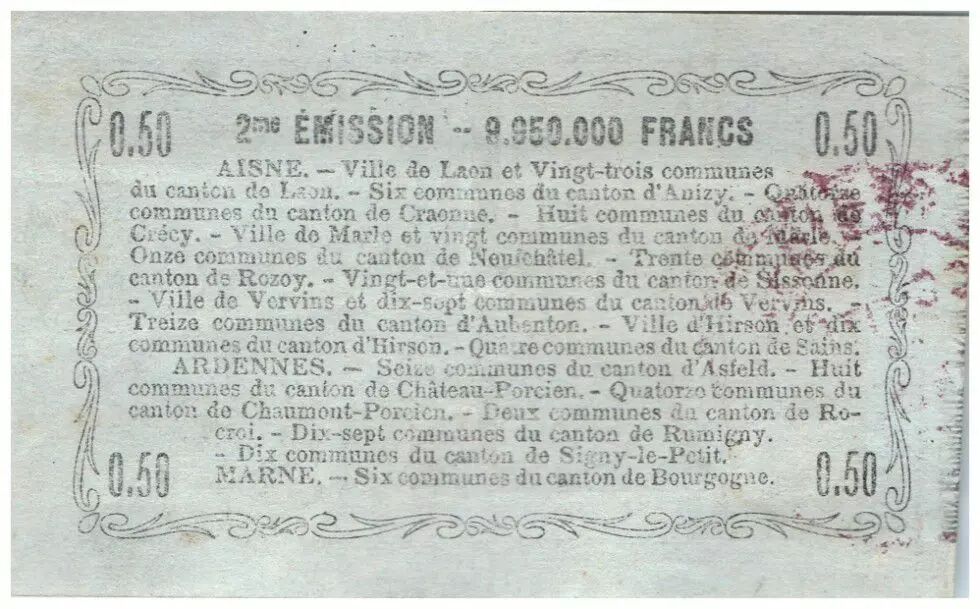 0.50 2me ÉMISSION -- 9.950.000 FRANCS 0.50
AISNE. — Ville de Laon et Vingt-trois communes
du canton de Laon. - Six communes du canton d'Anizy. - Quatorze
communes du canton de Craonne. - Huit communes du canton de
Crécy. - Ville de Marle et vingt communes du canton de Marle. -
Onze communes du canton de Neufchâtel. - Trente communes du
canton de Rozoy. - Vingt-et-une communes du canton de Sissonne.
- Ville de Vervins et dix-sept communes du canton de Vervins. -
Treize communes du canton d'Aubenton. - Ville d'Hirson et dix
communes du canton d'Hirson. - Quatre communes du canton de Sains.
ARDENNES. — Seize communes du canton d'Asfeld. - Huit
communes du canton de Château-Porcien. - Quatorze communes du
canton de Chaumont-Porcien. - Deux communes du canton de Ro-
croi. - Dix-sept communes du canton de Rumigny.
- Dix communes du canton de Signy-le-Petit.
0.50 MARNE. — Six communes du canton de Bourgogne. 0.50